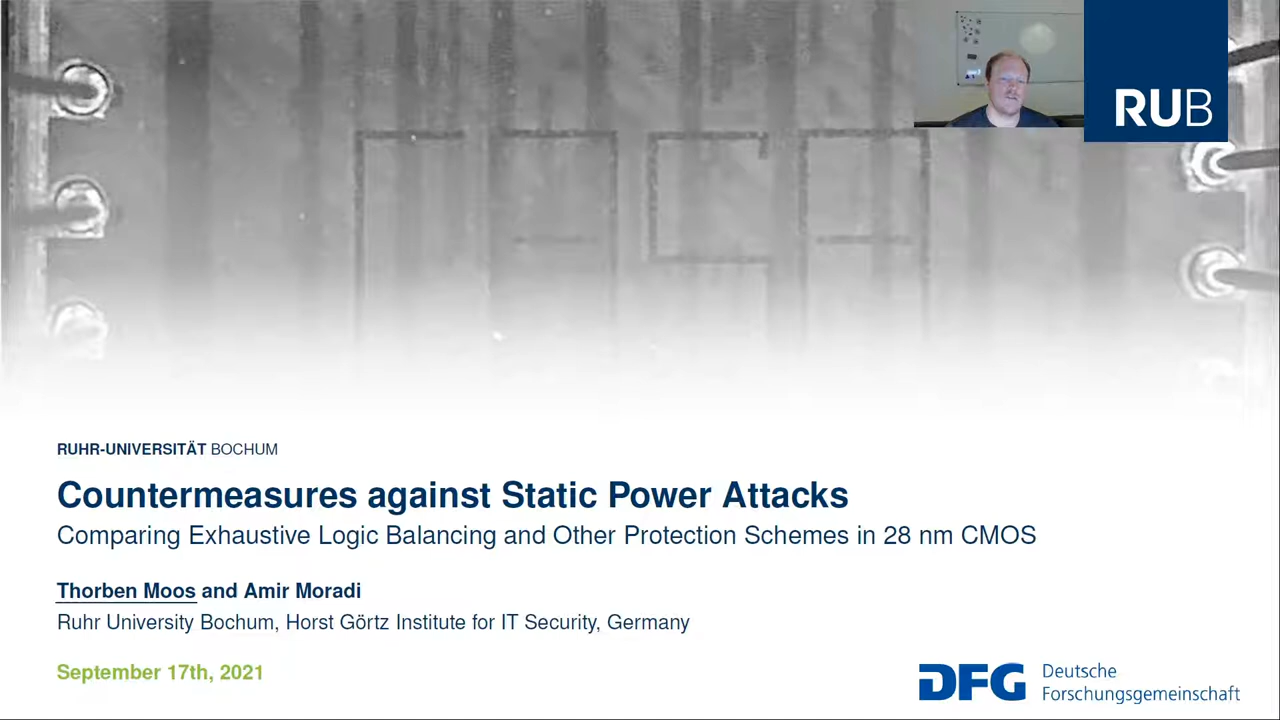 RUB
RUHR-UNIVERSITÄT BOCHUM
Countermeasures against Static Power Attacks
Comparing Exhaustive Logic Balancing and Other Protection Schemes in 28 nm CMOS
Thorben Moos and Amir Moradi
Ruhr University Bochum, Horst Görtz Institute for IT Security, Germany
September 17th, 2021
DFG Deutsche
Forschungsgemeinschaft